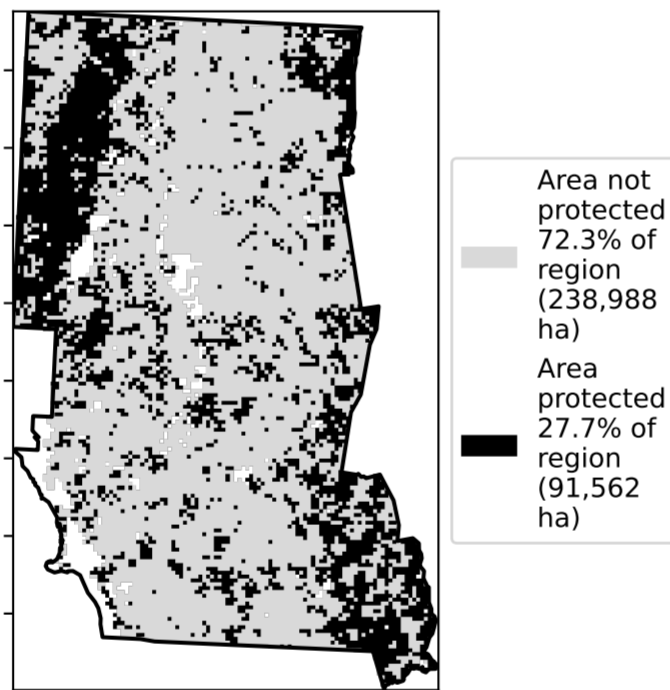 Area not
protected
72.3% of
region
(238,988
ha)
Area
protected
27.7% of
region
(91,562
ha)